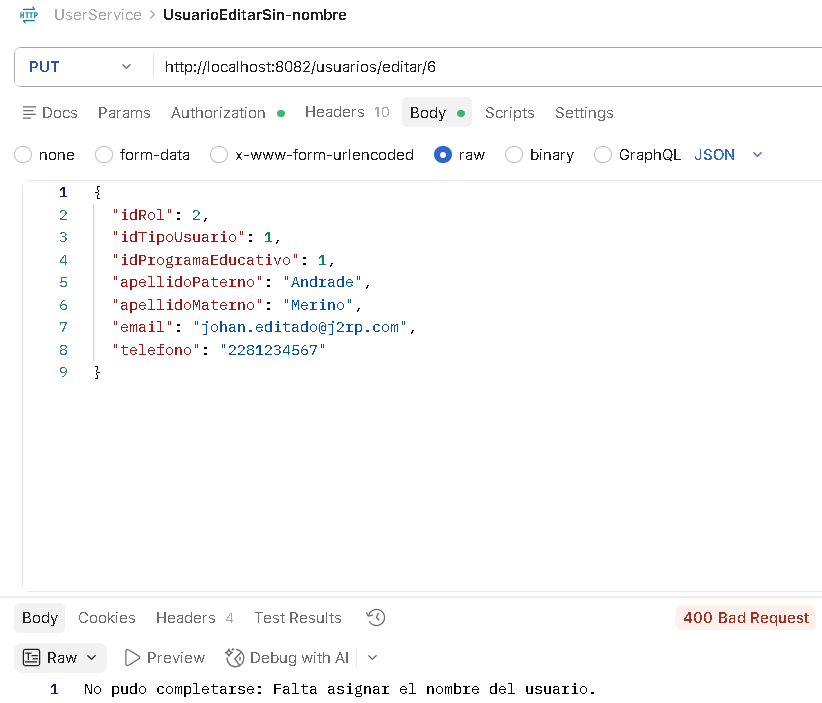 HTTP UserService > UsuarioEditarSin-nombre
PUT http://localhost:8082/usuarios/editar/6
Docs Params Authorization Headers 10 Body Scripts Settings
none form-data x-www-form-urlencoded raw binary GraphQL JSON
1 {
2 "idRol": 2,
3 "idTipoUsuario": 1,
4 "idProgramaEducativo": 1,
5 "apellidoPaterno": "Andrade",
6 "apellidoMaterno": "Merino",
7 "email": "johan.editado@j2rp.com",
8 "telefono": "2281234567"
9 }
Body Cookies Headers 4 Test Results 400 Bad Request
Raw Preview Debug with AI
1 No pudo completarse: Falta asignar el nombre del usuario.